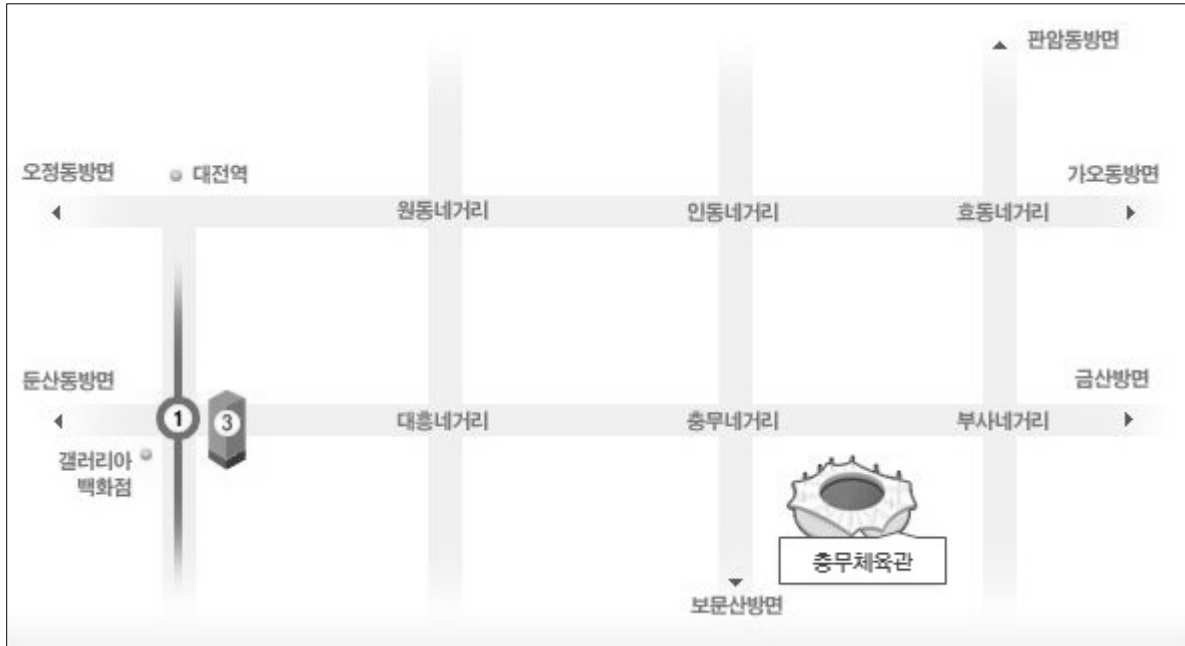 판암동방면
오정동방면
대전역
가오동방면
원동네거리
인동네거리
효동네거리
둔산동방면
금산방면
1
3
대흥네거리
충무네거리
부사네거리
갤러리아
백화점
충무체육관
보문산방면